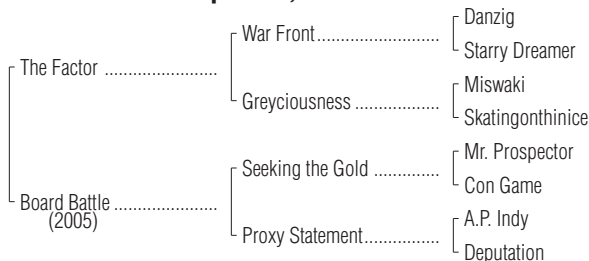 Danzig
War Front....................
Starry Dreamer
The Factor .......................
Miswaki
Greyciousness .................
Skatingonthinice
Mr. Prospector
Seeking the Gold .............
Con Game
Board Battle .....................
(2005)
A.P. Indy
Proxy Statement...............
Deputation